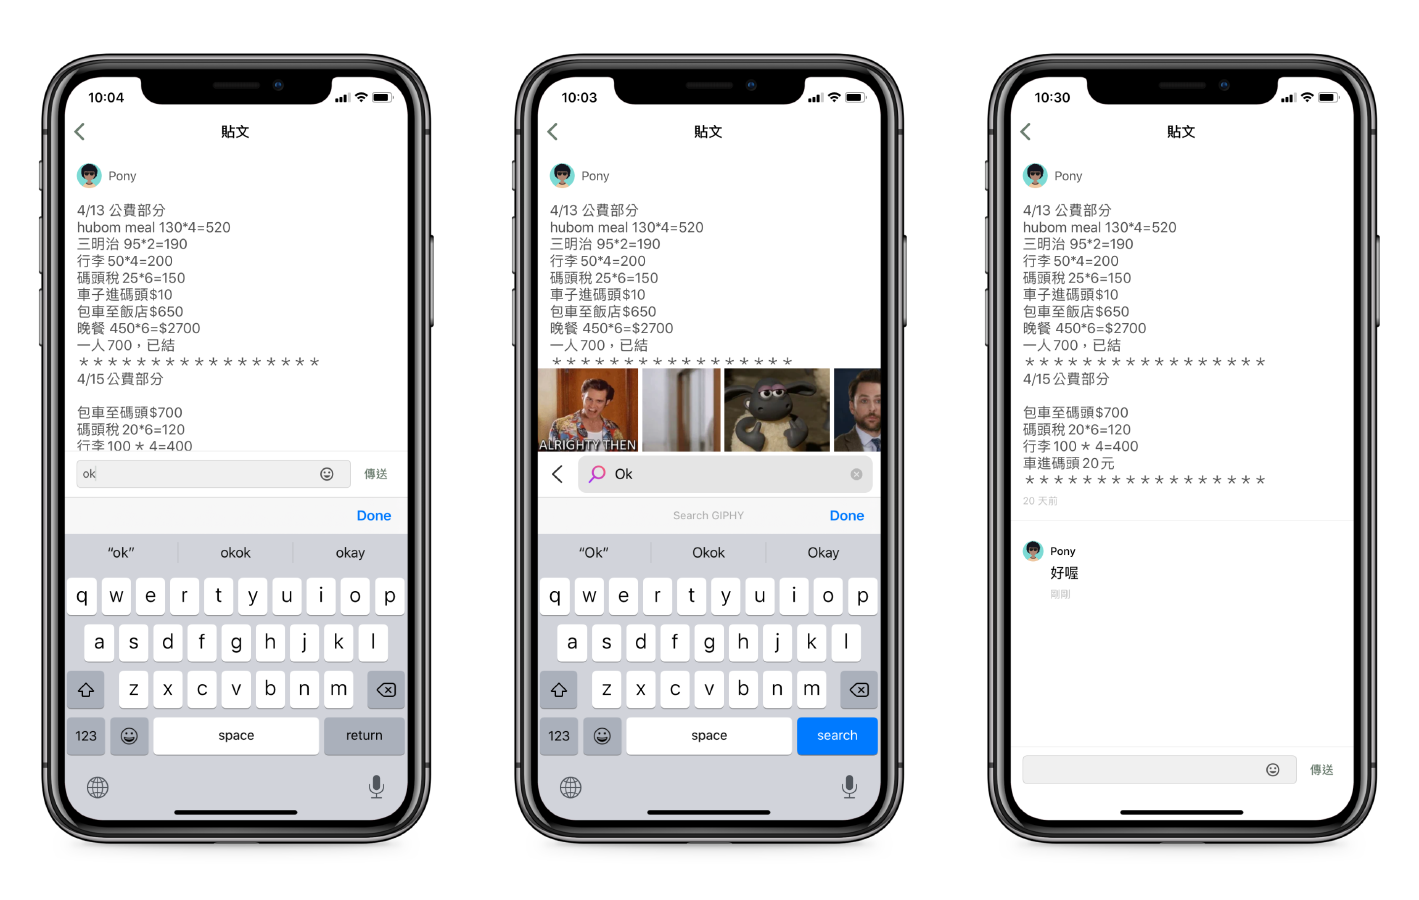 10:04
貼文
Pony
4/13 公費部分
hubom meal 130*4=520
三明治 95*2=190
行李 50*4=200
碼頭稅 25*6=150
車子進碼頭$10
包車至飯店$650
晚餐 450*6=$2700
一人700，已結
＊＊＊＊＊＊＊＊＊＊＊＊＊＊＊＊＊
4/15 公費部分
包車至碼頭$700
碼頭稅 20*6=120
行李 100 ＊ 4=400
ok
傳送
Done
“ok”
okok
okay
q w e r t y u i o p
a s d f g h j k l
z x c v b n m
123
space
return
10:03
貼文
Pony
4/13 公費部分
hubom meal 130*4=520
三明治 95*2=190
行李 50*4=200
碼頭稅 25*6=150
車子進碼頭$10
包車至飯店$650
晚餐 450*6=$2700
一人700，已結
＊＊＊＊＊＊＊＊＊＊＊＊＊＊＊＊＊
ALRIGHTY THEN
Ok
Search GIPHY
Done
“Ok”
Okok
Okay
q w e r t y u i o p
a s d f g h j k l
z x c v b n m
123
space
search
10:30
貼文
Pony
4/13 公費部分
hubom meal 130*4=520
三明治 95*2=190
行李 50*4=200
碼頭稅 25*6=150
車子進碼頭$10
包車至飯店$650
晚餐 450*6=$2700
一人700，已結
＊＊＊＊＊＊＊＊＊＊＊＊＊＊＊＊＊
4/15 公費部分
包車至碼頭$700
碼頭稅 20*6=120
行李 100 ＊ 4=400
車進碼頭 20 元
＊＊＊＊＊＊＊＊＊＊＊＊＊＊＊＊＊
20 天前
Pony
好喔
剛剛
傳送